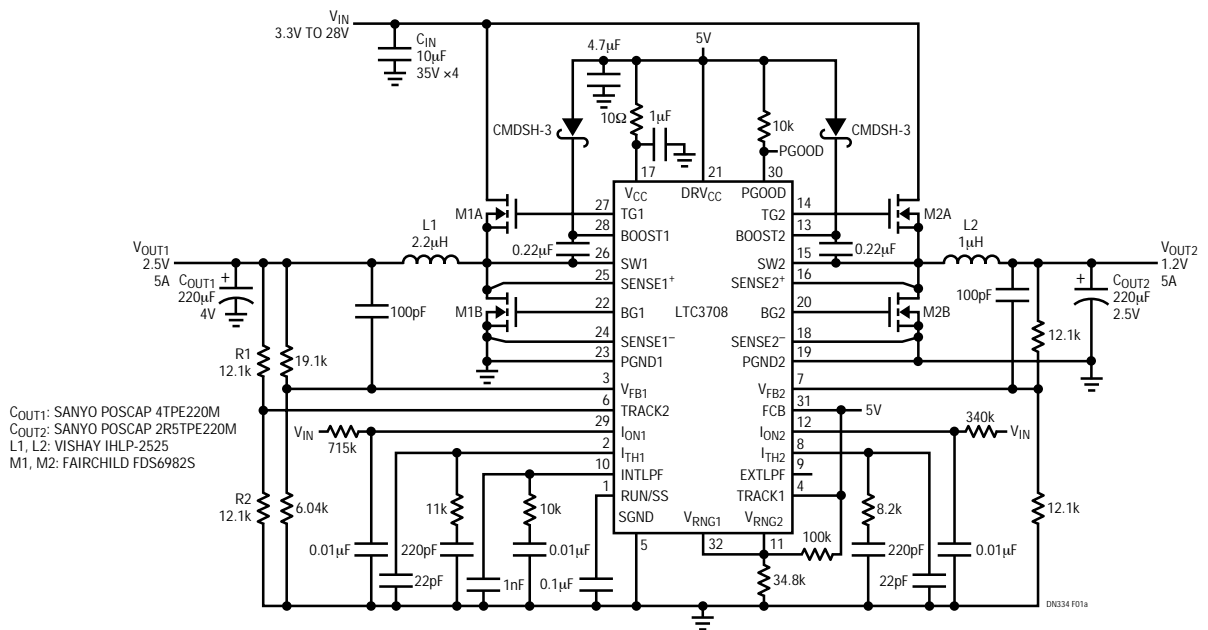 VIN
3.3V TO 28V
CIN
10µF
35V ×4
4.7µF
5V
CMDSH-3
10Ω
1µF
10k
PGOOD
CMDSH-3
17
21
30
VCC
DRVCC
PGOOD
M1A
27
TG1
TG2
14
M2A
28
BOOST1
BOOST2
13
L1
2.2µH
0.22µF
0.22µF
L2
1µH
VOUT1
2.5V
5A
26
SW1
SW2
15
VOUT2
1.2V
5A
COUT1
220µF
4V
+
25
SENSE1+
SENSE2+
16
100pF
+
COUT2
220µF
2.5V
100pF
M1B
22
BG1
LTC3708
BG2
20
M2B
24
SENSE1–
SENSE2–
18
12.1k
23
PGND1
PGND2
19
R1
12.1k
19.1k
3
VFB1
VFB2
7
6
TRACK2
FCB
31
5V
COUT1: SANYO POSCAP 4TPE220M
COUT2: SANYO POSCAP 2R5TPE220M
L1, L2: VISHAY IHLP-2525
M1, M2: FAIRCHILD FDS6982S
VIN
715k
29
ION1
ION2
12
340k
VIN
2
ITH1
ITH2
8
10
INTLPF
EXTLPF
9
1
RUN/SS
TRACK1
4
R2
12.1k
6.04k
11k
10k
SGND
VRNG1
VRNG2
8.2k
12.1k
5
32
11
100k
0.01µF
220pF
0.01µF
220pF
0.01µF
22pF
1nF
0.1µF
34.8k
22pF
DN334 F01a